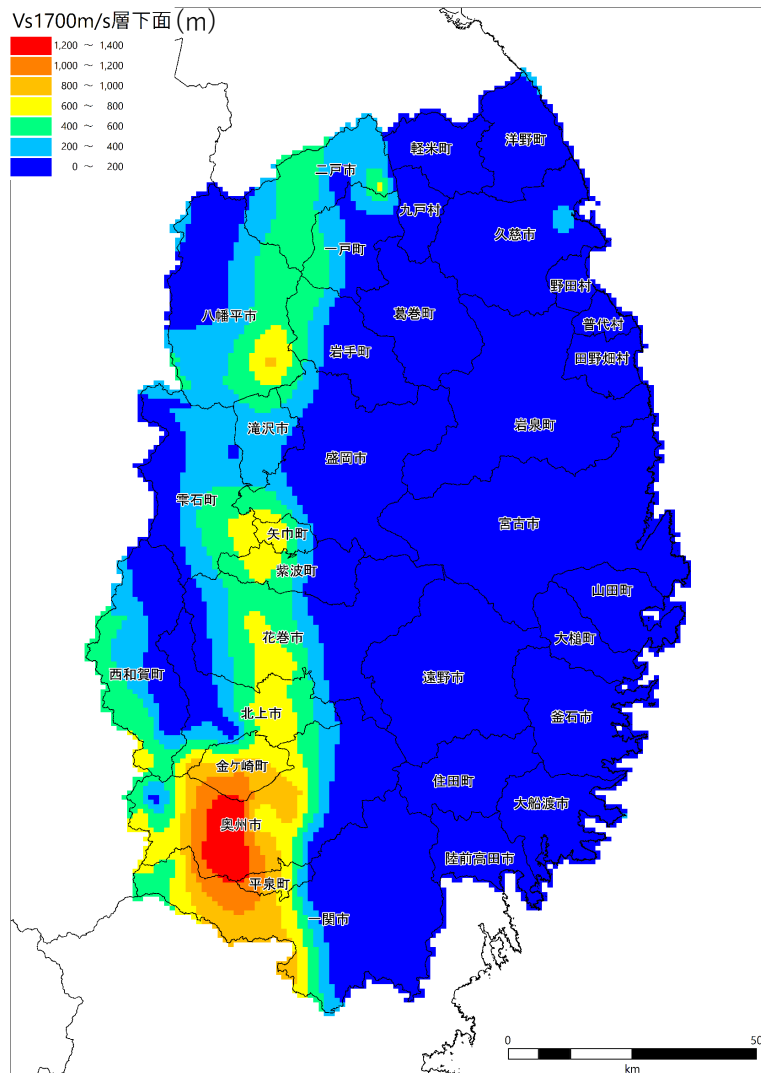 Vs1700m/s層下面(m)
1,200 ～ 1,400
1,000 ～ 1,200
800 ～ 1,000
600 ～ 800
400 ～ 600
200 ～ 400
0 ～ 200
軽米町
洋野町
二戸市
九戸村
久慈市
一戸町
野田村
八幡平市
葛巻町
普代村
岩手町
田野畑村
滝沢市
岩泉町
盛岡市
雫石町
宮古市
矢巾町
紫波町
山田町
花巻市
大槌町
西和賀町
遠野市
北上市
釜石市
金ケ崎町
住田町
大船渡市
奥州市
陸前高田市
平泉町
一関市
0
50
km